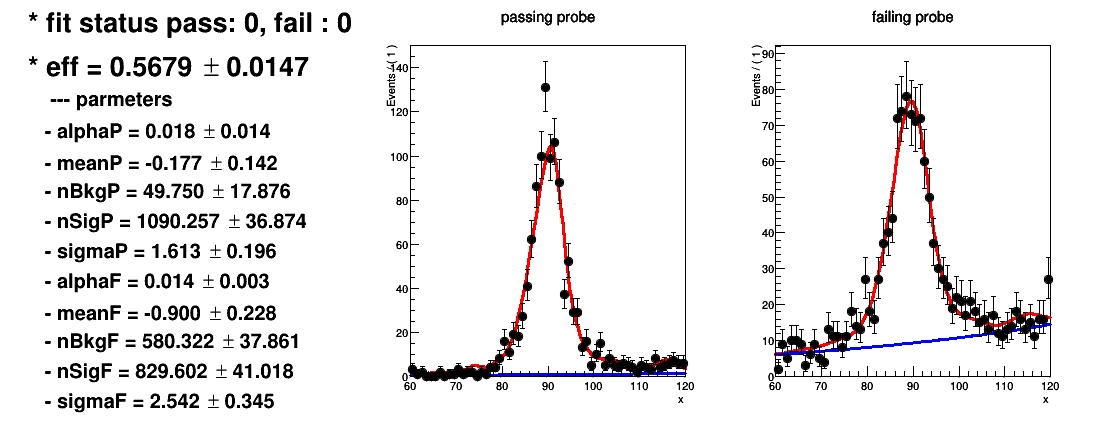 * fit status pass: 0, fail : 0
* eff = 0.5679 ± 0.0147
--- parmeters
- alphaP = 0.018 ± 0.014
- meanP = -0.177 ± 0.142
- nBkgP = 49.750 ± 17.876
- nSigP = 1090.257 ± 36.874
- sigmaP = 1.613 ± 0.196
- alphaF = 0.014 ± 0.003
- meanF = -0.900 ± 0.228
- nBkgF = 580.322 ± 37.861
- nSigF = 829.602 ± 41.018
- sigmaF = 2.542 ± 0.345
passing probe
Events / ( 1 )
140
120
100
80
60
40
20
0
60 70 80 90 100 110 120
x
failing probe
Events / ( 1 )
90
80
70
60
50
40
30
20
10
0
60 70 80 90 100 110 120
x